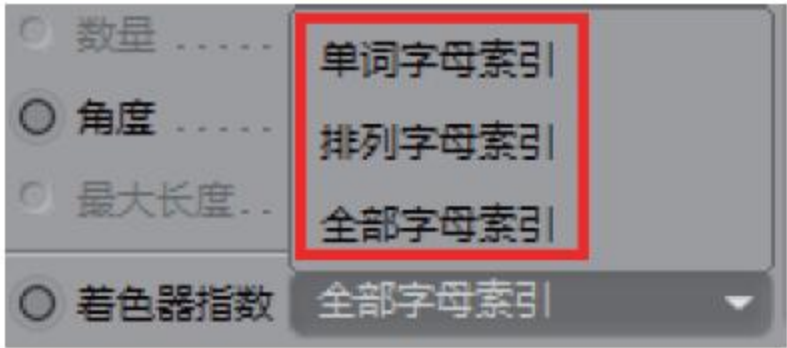 数量 .....
单词字母索引
角度 .....
排列字母索引
最大长度..
全部字母索引
着色器指数 全部字母索引